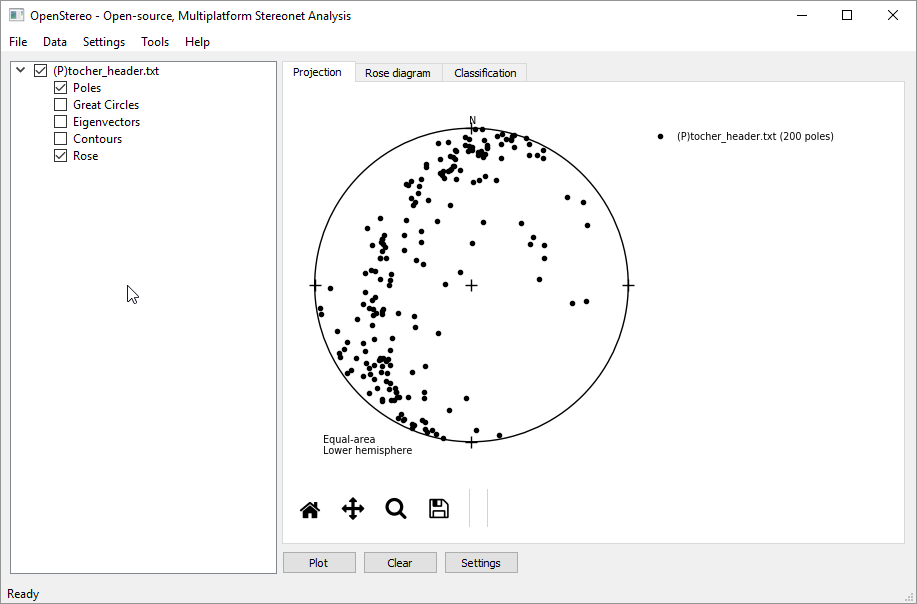 OpenStereo - Open-source, Multiplatform Stereonet Analysis
File Data Settings Tools Help
(P)tocher_header.txt
Poles
Great Circles
Eigenvectors
Contours
Rose
Projection Rose diagram Classification
N
(P)tocher_header.txt (200 poles)
Equal-area
Lower hemisphere
Plot Clear Settings
Ready